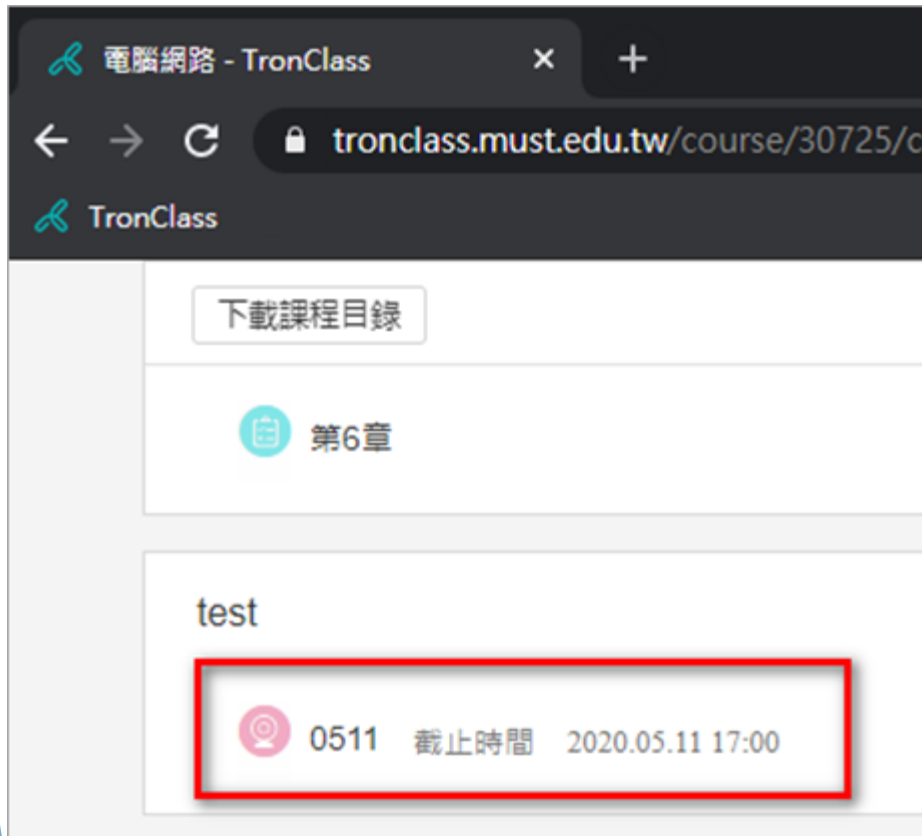 電腦網路 - TronClass
tronclass.must.edu.tw/course/30725/c
TronClass
下載課程目錄
第6章
test
0511 截止時間 2020.05.11 17:00